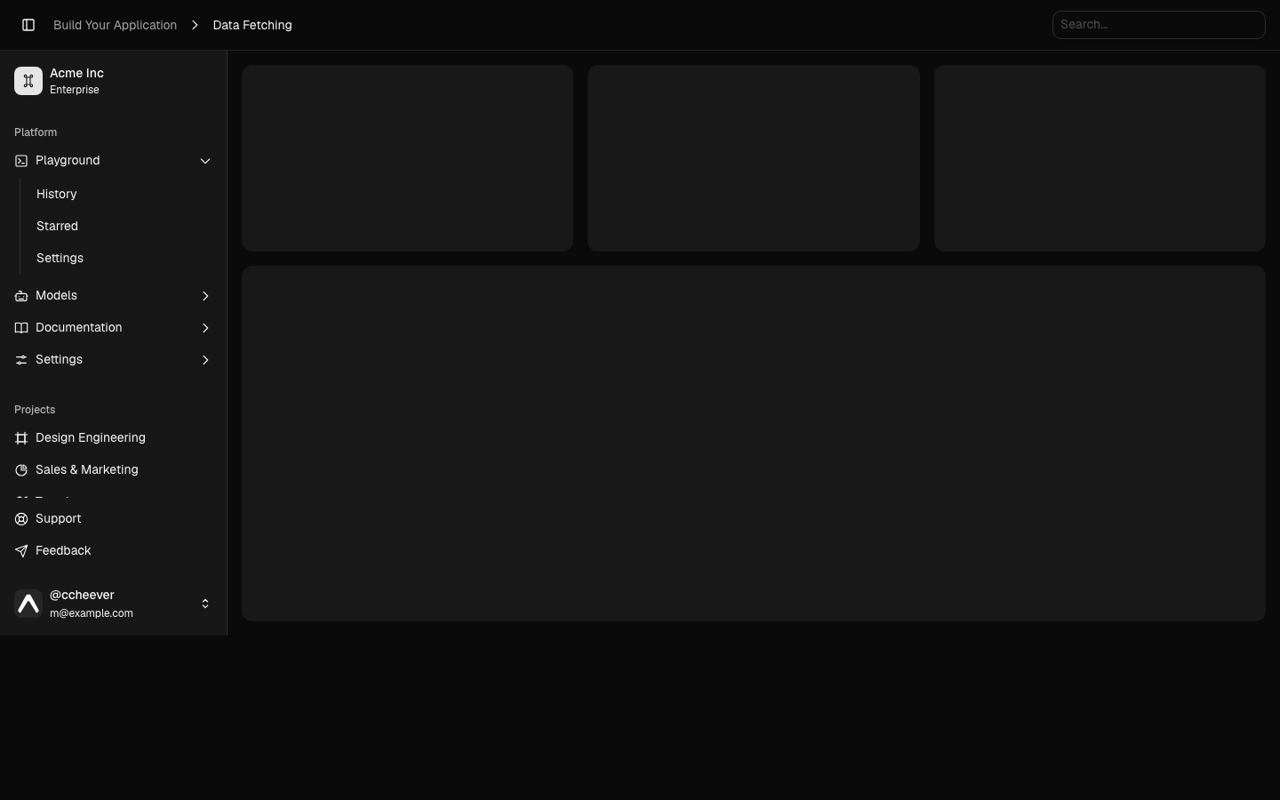 Build Your Application
Data Fetching
Search...
Acme Inc
Enterprise
Platform
Playground
History
Starred
Settings
Models
Documentation
Settings
Projects
Design Engineering
Sales & Marketing
Support
Feedback
@ccheever
m@example.com